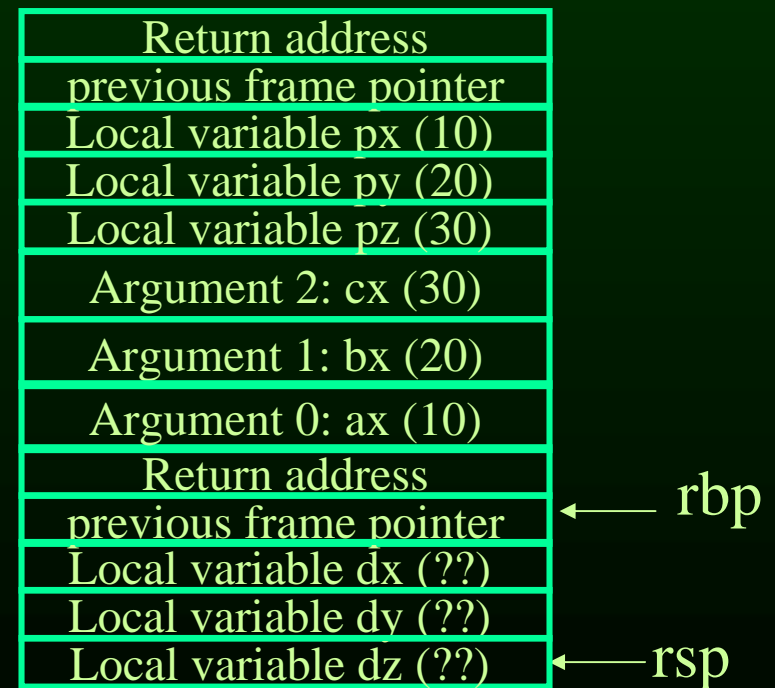 Return address
previous frame pointer
Local variable px (10)
Local variable py (20)
Local variable pz (30)
Argument 2: cx (30)
Argument 1: bx (20)
Argument 0: ax (10)
Return address
rbp
previous frame pointer
Local variable dx (??)
Local variable dy (??)
Local variable dz (??)
rsp